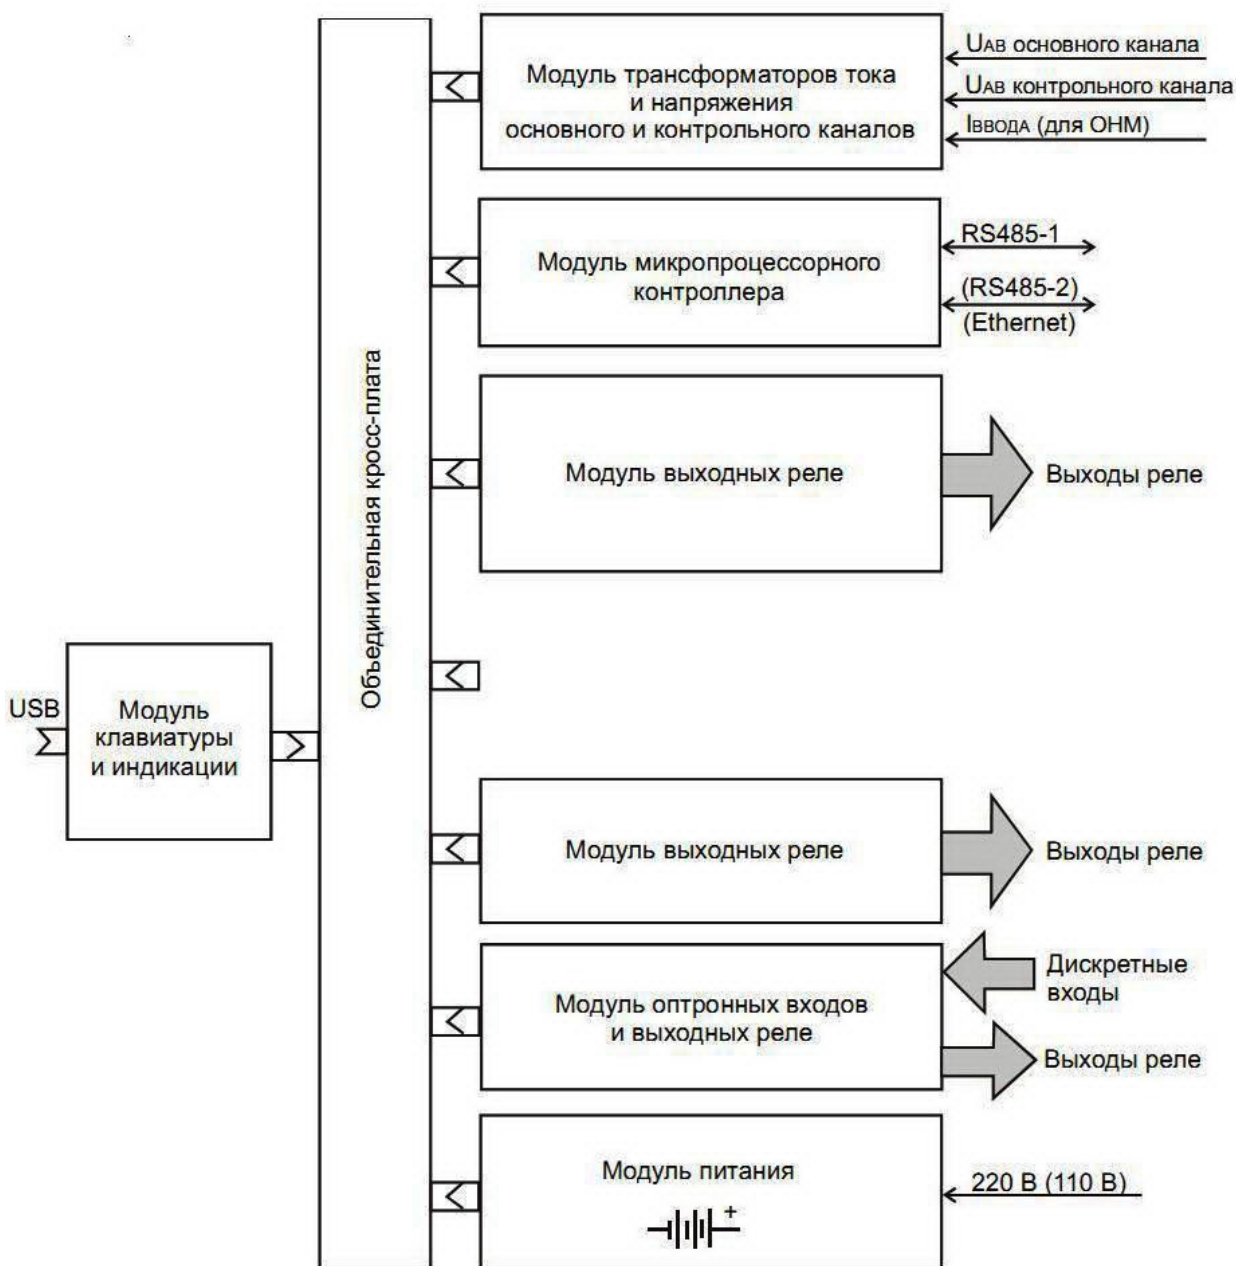 Модуль трансформаторов тока
и напряжения
основного и контрольного каналов
UАВ основного канала
UАВ контрольного канала
IВВОДА (для ОНМ)
Модуль микропроцессорного
контроллера
RS485-1
(RS485-2)
(Ethernet)
Объединительная кросс-плата
Модуль выходных реле
Выходы реле
USB
Модуль
клавиатуры
и индикации
Модуль выходных реле
Выходы реле
Модуль оптронных входов
и выходных реле
Дискретные
входы
Выходы реле
Модуль питания
+
220 В (110 В)